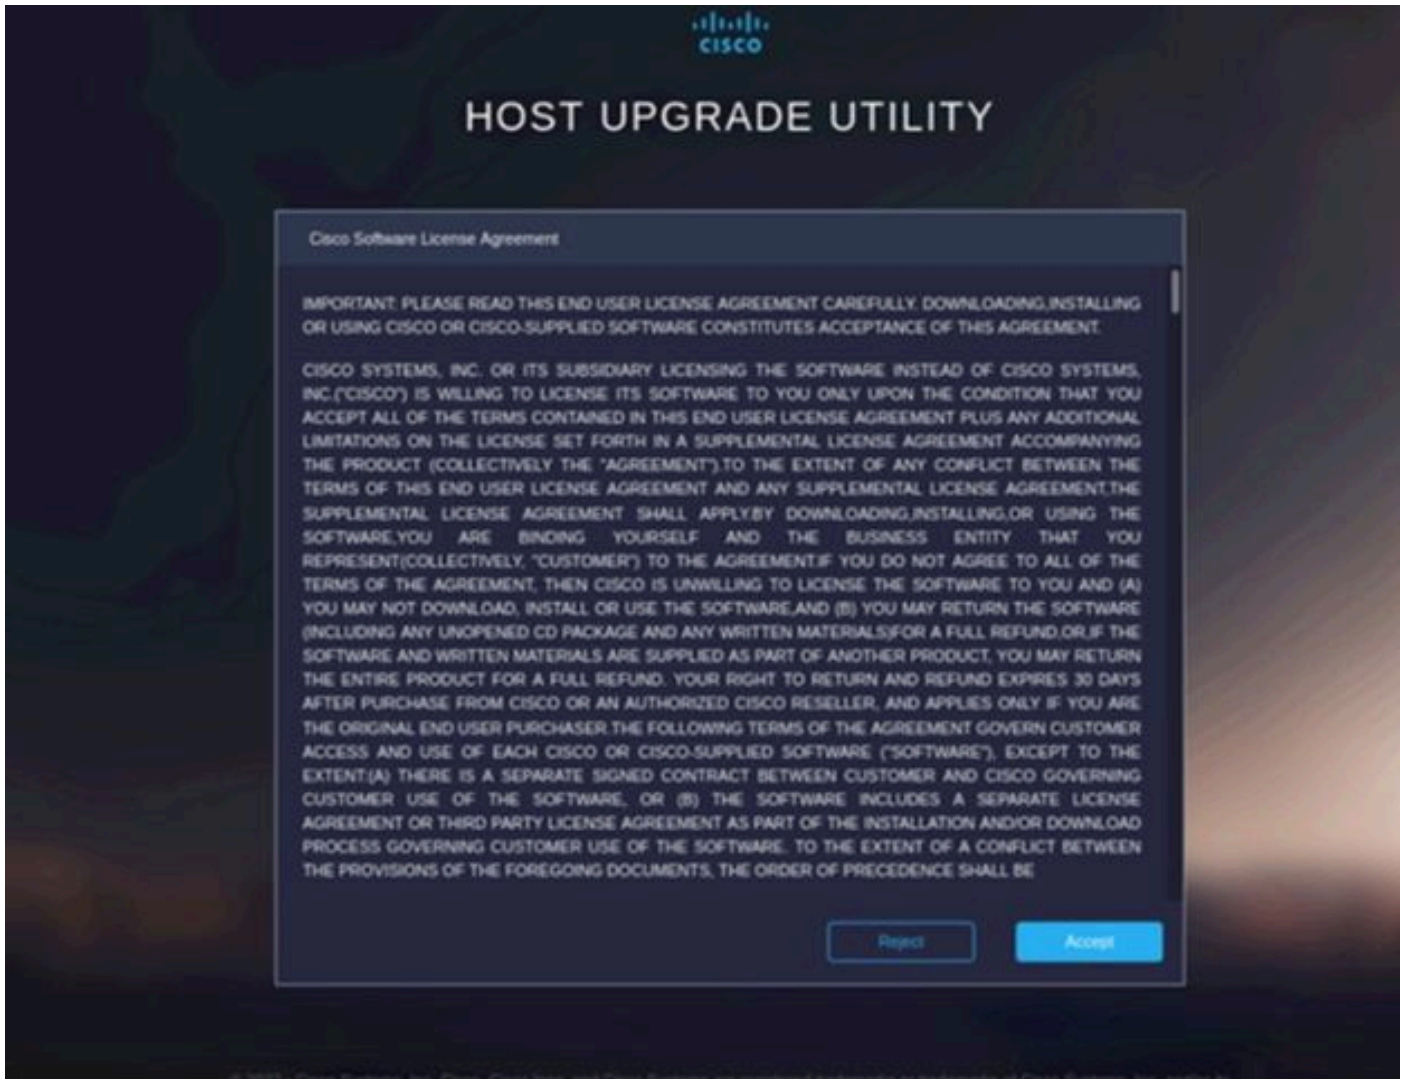 CISCO
HOST UPGRADE UTILITY
Cisco Software License Agreement
IMPORTANT: PLEASE READ THIS END USER LICENSE AGREEMENT CAREFULLY. DOWNLOADING,INSTALLING
OR USING CISCO OR CISCO-SUPPLIED SOFTWARE CONSTITUTES ACCEPTANCE OF THIS AGREEMENT.
CISCO SYSTEMS, INC. OR ITS SUBSIDIARY LICENSING THE SOFTWARE INSTEAD OF CISCO SYSTEMS,
INC.("CISCO") IS WILLING TO LICENSE ITS SOFTWARE TO YOU ONLY UPON THE CONDITION THAT YOU
ACCEPT ALL OF THE TERMS CONTAINED IN THIS END USER LICENSE AGREEMENT PLUS ANY ADDITIONAL
LIMITATIONS ON THE LICENSE SET FORTH IN A SUPPLEMENTAL LICENSE AGREEMENT ACCOMPANYING
THE PRODUCT (COLLECTIVELY THE "AGREEMENT").TO THE EXTENT OF ANY CONFLICT BETWEEN THE
TERMS OF THIS END USER LICENSE AGREEMENT AND ANY SUPPLEMENTAL LICENSE AGREEMENT,THE
SUPPLEMENTAL LICENSE AGREEMENT SHALL APPLY.BY DOWNLOADING,INSTALLING,OR USING THE
SOFTWARE,YOU ARE BINDING YOURSELF AND THE BUSINESS ENTITY THAT YOU
REPRESENT(COLLECTIVELY, "CUSTOMER") TO THE AGREEMENT.IF YOU DO NOT AGREE TO ALL OF THE
TERMS OF THE AGREEMENT, THEN CISCO IS UNWILLING TO LICENSE THE SOFTWARE TO YOU AND (A)
YOU MAY NOT DOWNLOAD, INSTALL OR USE THE SOFTWARE,AND (B) YOU MAY RETURN THE SOFTWARE
(INCLUDING ANY UNOPENED CD PACKAGE AND ANY WRITTEN MATERIALS)FOR A FULL REFUND,OR,IF THE
SOFTWARE AND WRITTEN MATERIALS ARE SUPPLIED AS PART OF ANOTHER PRODUCT, YOU MAY RETURN
THE ENTIRE PRODUCT FOR A FULL REFUND. YOUR RIGHT TO RETURN AND REFUND EXPIRES 30 DAYS
AFTER PURCHASE FROM CISCO OR AN AUTHORIZED CISCO RESELLER, AND APPLIES ONLY IF YOU ARE
THE ORIGINAL END USER PURCHASER.THE FOLLOWING TERMS OF THE AGREEMENT GOVERN CUSTOMER
ACCESS AND USE OF EACH CISCO OR CISCO-SUPPLIED SOFTWARE ("SOFTWARE"), EXCEPT TO THE
EXTENT:(A) THERE IS A SEPARATE SIGNED CONTRACT BETWEEN CUSTOMER AND CISCO GOVERNING
CUSTOMER USE OF THE SOFTWARE, OR (B) THE SOFTWARE INCLUDES A SEPARATE LICENSE
AGREEMENT OR THIRD PARTY LICENSE AGREEMENT AS PART OF THE INSTALLATION AND/OR DOWNLOAD
PROCESS GOVERNING CUSTOMER USE OF THE SOFTWARE. TO THE EXTENT OF A CONFLICT BETWEEN
THE PROVISIONS OF THE FOREGOING DOCUMENTS, THE ORDER OF PRECEDENCE SHALL BE
Reject Accept